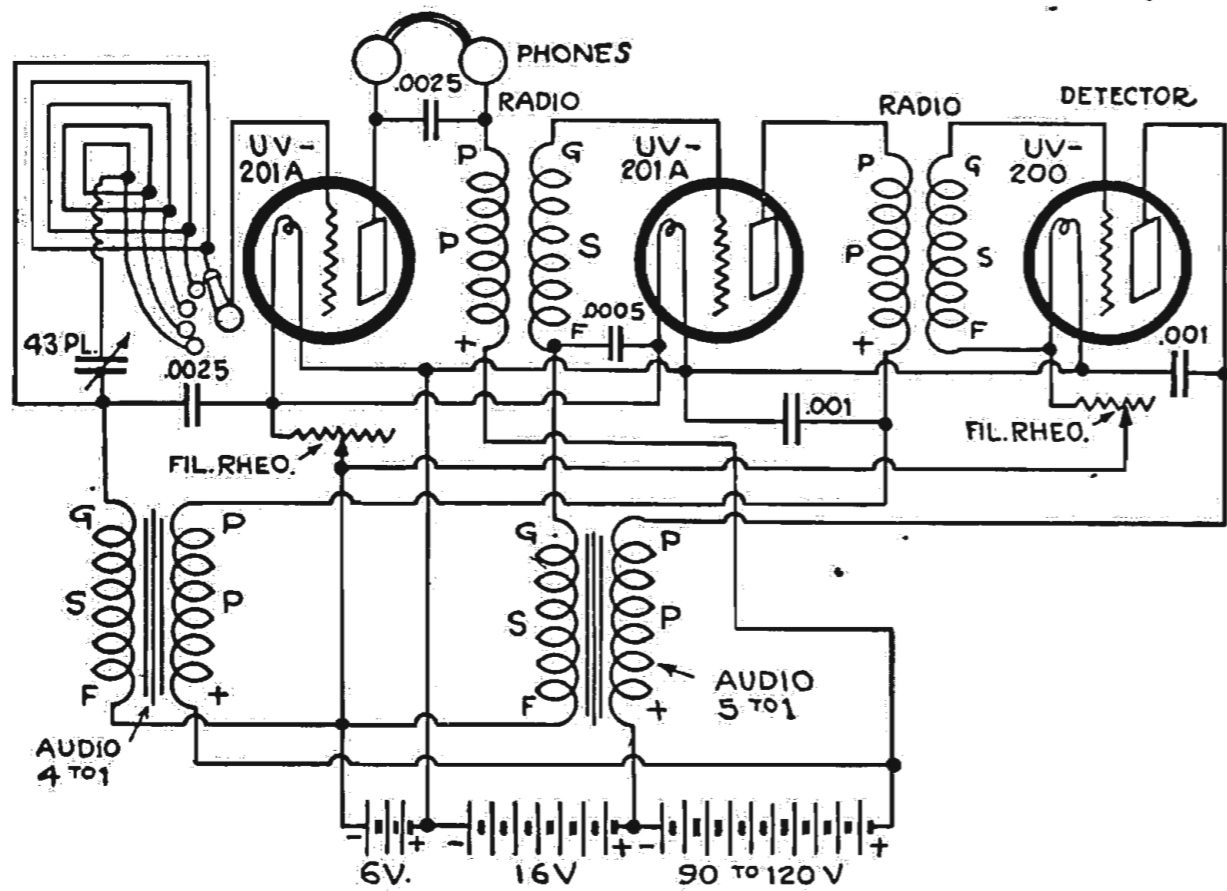 PHONES
.0025
RADIO
RADIO
DETECTOR
UV-
201A
P
P
+
G
S
F
UV-
201A
P
P
+
G
S
F
UV-
200
43 PL.
.0025
.0005
.001
.001
FIL. RHEO.
FIL. RHEO.
G
S
F
P
P
+
G
S
F
P
P
+
AUDIO
4 TO 1
AUDIO
5 TO 1
- +
- +
- +
6V.
16V
90 TO 120V